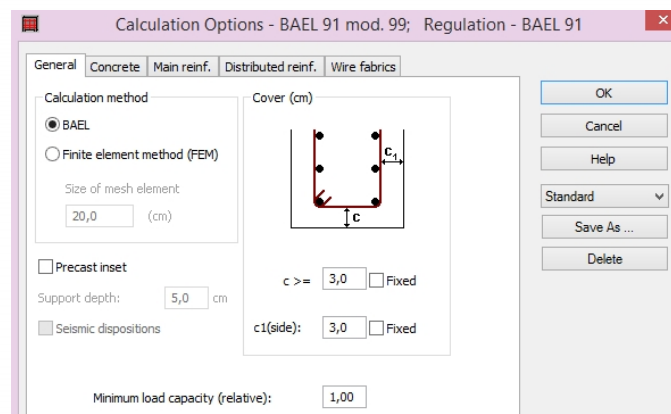 Calculation Options - BAEL 91 mod. 99; Regulation - BAEL 91
General Concrete Main reinf. Distributed reinf. Wire fabrics
Calculation method
BAEL
Finite element method (FEM)
Size of mesh element
20,0 (cm)
Precast inset
Support depth: 5,0 cm
Seismic dispositions
Cover (cm)
C1
C
c >= 3,0 Fixed
c1(side): 3,0 Fixed
Minimum load capacity (relative): 1,00
OK
Cancel
Help
Standard
Save As ...
Delete